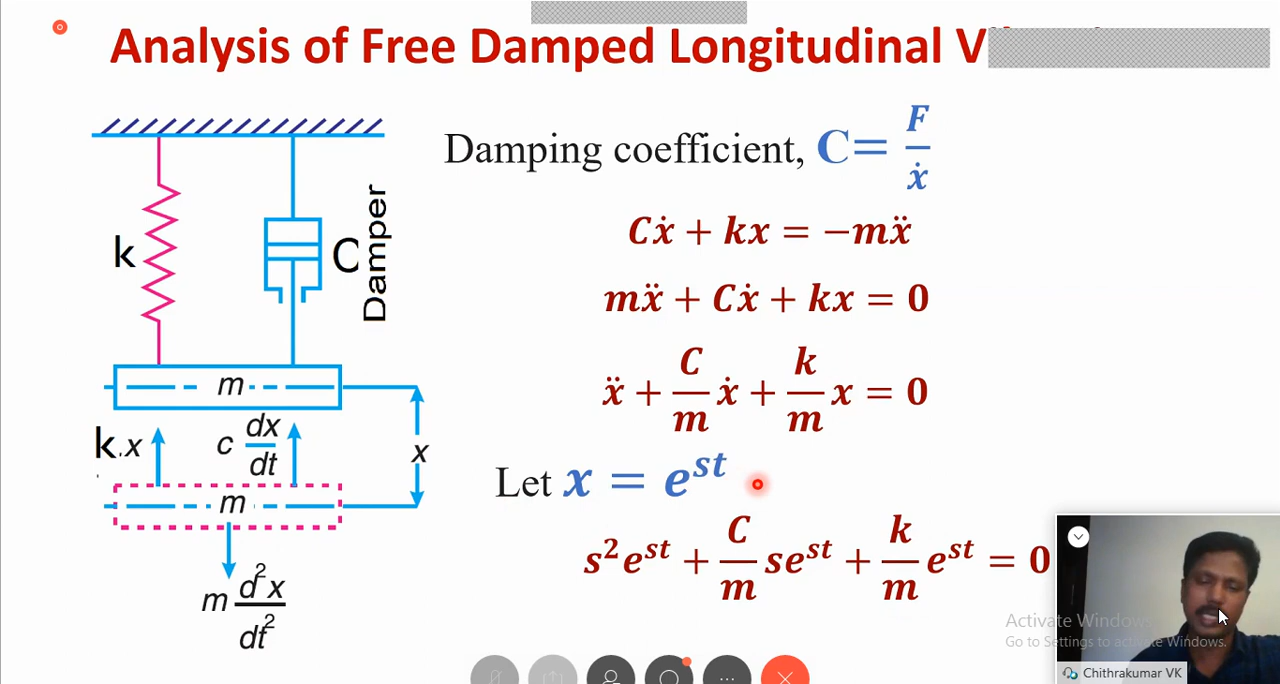 Analysis of Free Damped Longitudinal
Damping coefficient, C= F/ẋ
Cẋ + kx = −mẍ
mẍ + Cẋ + kx = 0
ẍ + C/m ẋ + k/m x = 0
Let x = e^st
s²e^st + C/m se^st + k/m e^st = 0
k
C
Damper
m
k.x
c dx/dt
x
m
m d²x/dt²
Activate Windows
Go to Settings to activate Windows.
Chithrakumar VK